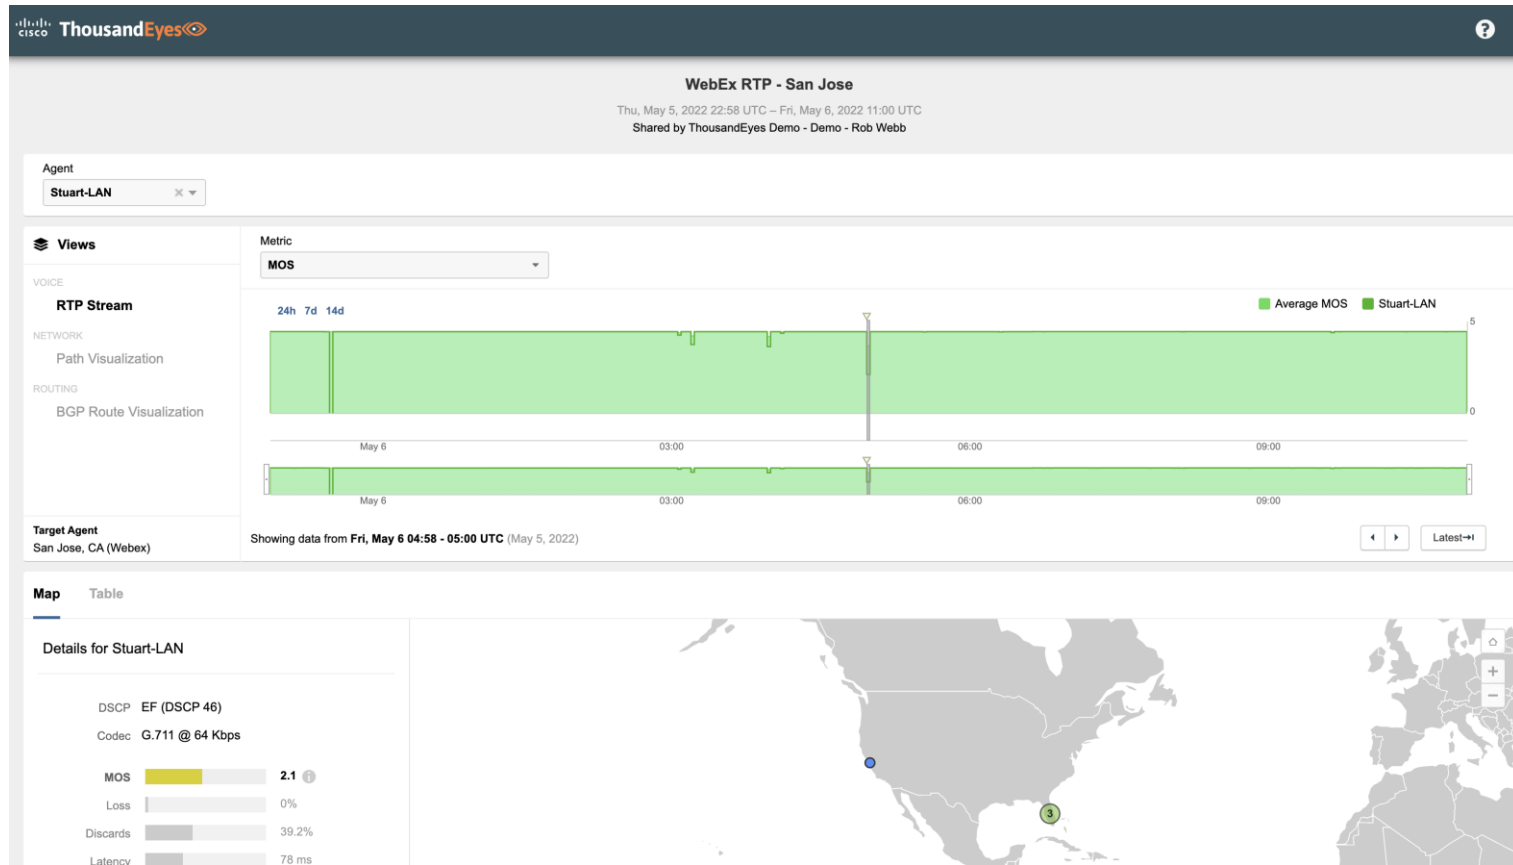 cisco ThousandEyes
?
WebEx RTP - San Jose
Thu, May 5, 2022 22:58 UTC – Fri, May 6, 2022 11:00 UTC
Shared by ThousandEyes Demo - Demo - Rob Webb
Agent
Stuart-LAN
Views
Metric
MOS
VOICE
RTP Stream
24h 7d 14d
Average MOS Stuart-LAN
5
NETWORK
Path Visualization
ROUTING
BGP Route Visualization
0
May 6 03:00 06:00 09:00
May 6 03:00 06:00 09:00
Target Agent
San Jose, CA (Webex)
Showing data from Fri, May 6 04:58 - 05:00 UTC (May 5, 2022)
Latest
Map Table
Details for Stuart-LAN
DSCP EF (DSCP 46)
Codec G.711 @ 64 Kbps
MOS 2.1
Loss 0%
Discards 39.2%
Latency 78 ms
3
+
−